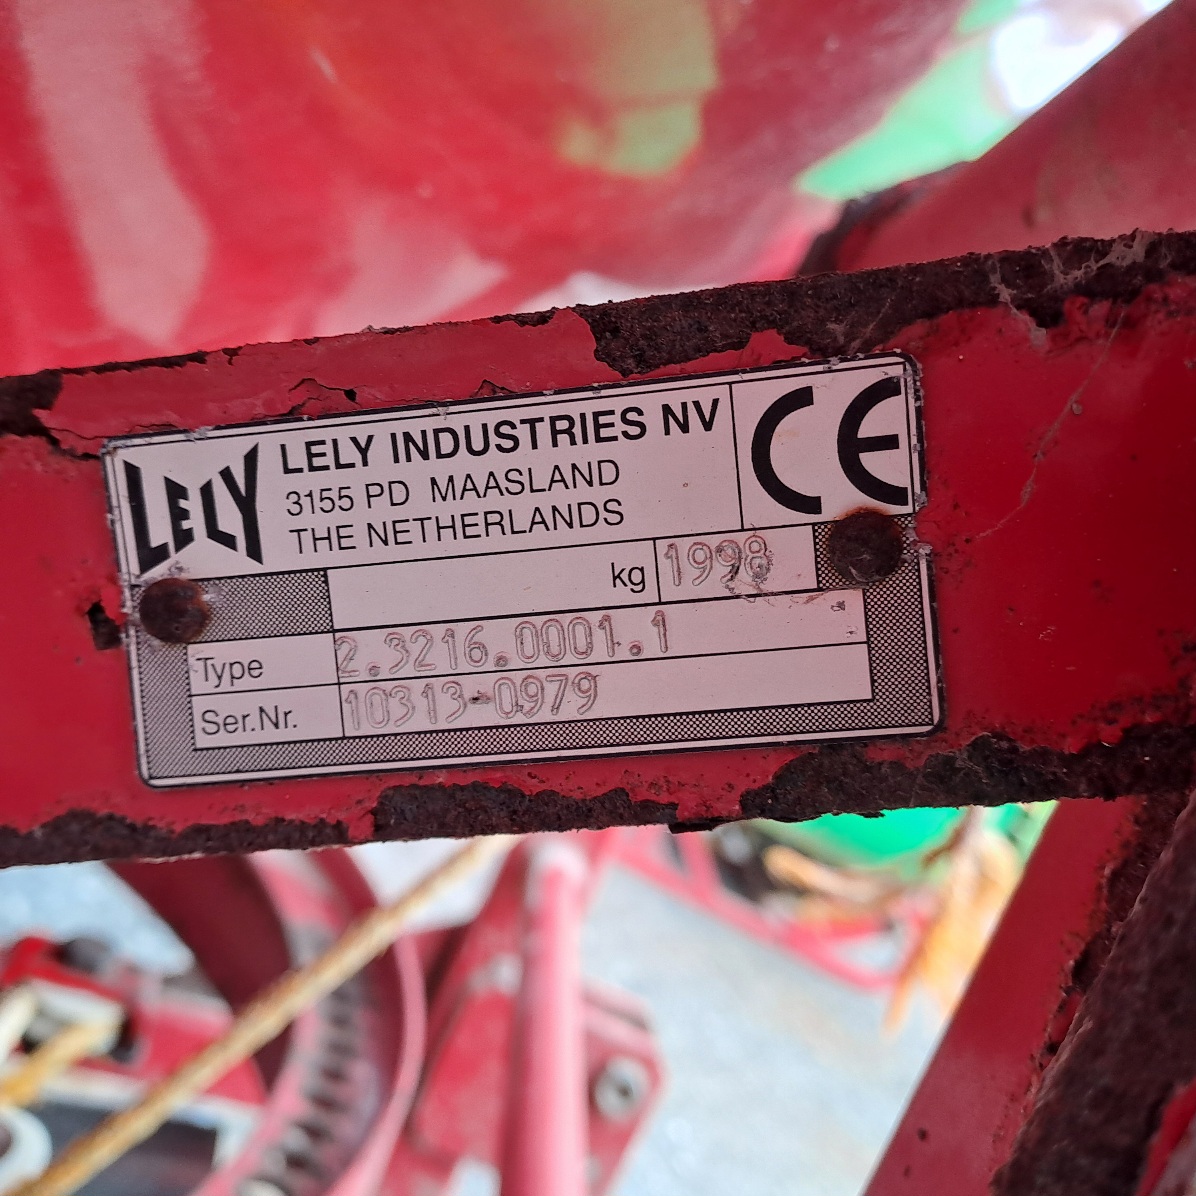 LELY
LELY INDUSTRIES NV
3155 PD MAASLAND
THE NETHERLANDS
CE
kg 1998
Type 2.3216.0001.1
Ser.Nr. 10313-0979